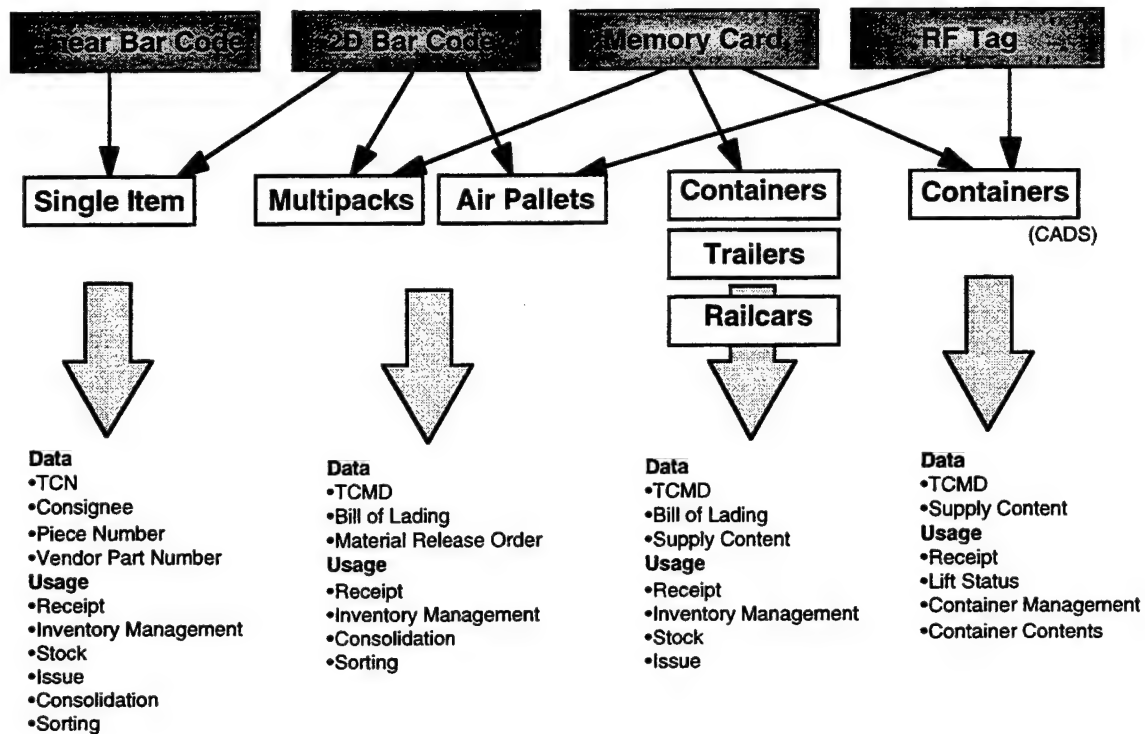 Linear Bar Code
2D Bar Code
Memory Card
RF Tag
Single Item
Multipacks
Air Pallets
Containers
Trailers
Railcars
Containers
(CADS)
Data
•TCN
•Consignee
•Piece Number
•Vendor Part Number
Usage
•Receipt
•Inventory Management
•Stock
•Issue
•Consolidation
•Sorting
Data
•TCMD
•Bill of Lading
•Material Release Order
Usage
•Receipt
•Inventory Management
•Consolidation
•Sorting
Data
•TCMD
•Bill of Lading
•Supply Content
Usage
•Receipt
•Inventory Management
•Stock
•Issue
Data
•TCMD
•Supply Content
Usage
•Receipt
•Lift Status
•Container Management
•Container Contents